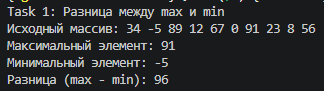 Task 1: Разница между max и min
Исходный массив: 34 -5 89 12 67 0 91 23 8 56
Максимальный элемент: 91
Минимальный элемент: -5
Разница (max - min): 96